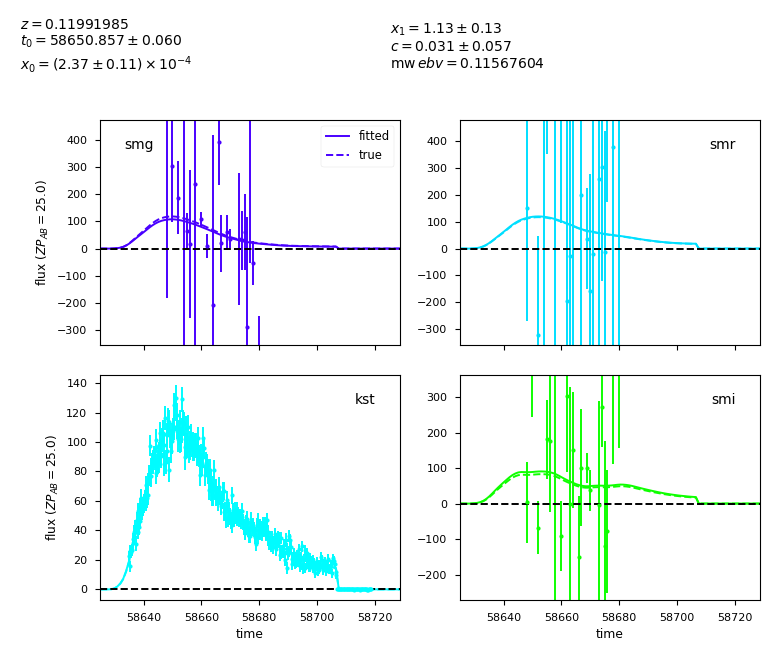 z = 0.11991985
t0 = 58650.857 ± 0.060
x0 = (2.37 ± 0.11) × 10^−4
x1 = 1.13 ± 0.13
c = 0.031 ± 0.057
mw ebv = 0.11567604
400
300
200
100
0
−100
−200
−300
flux (ZP_AB = 25.0)
smg
fitted
true
400
300
200
100
0
−100
−200
−300
smr
140
120
100
80
60
40
20
0
flux (ZP_AB = 25.0)
kst
58640 58660 58680 58700 58720
time
300
200
100
0
−100
−200
smi
58640 58660 58680 58700 58720
time